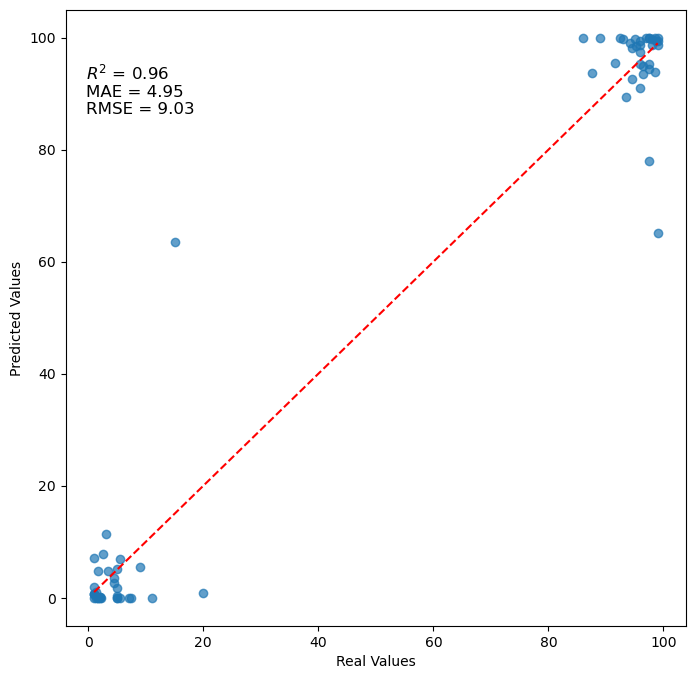 100
80
60
40
20
0
R² = 0.96
MAE = 4.95
RMSE = 9.03
Predicted Values
0 20 40 60 80 100
Real Values